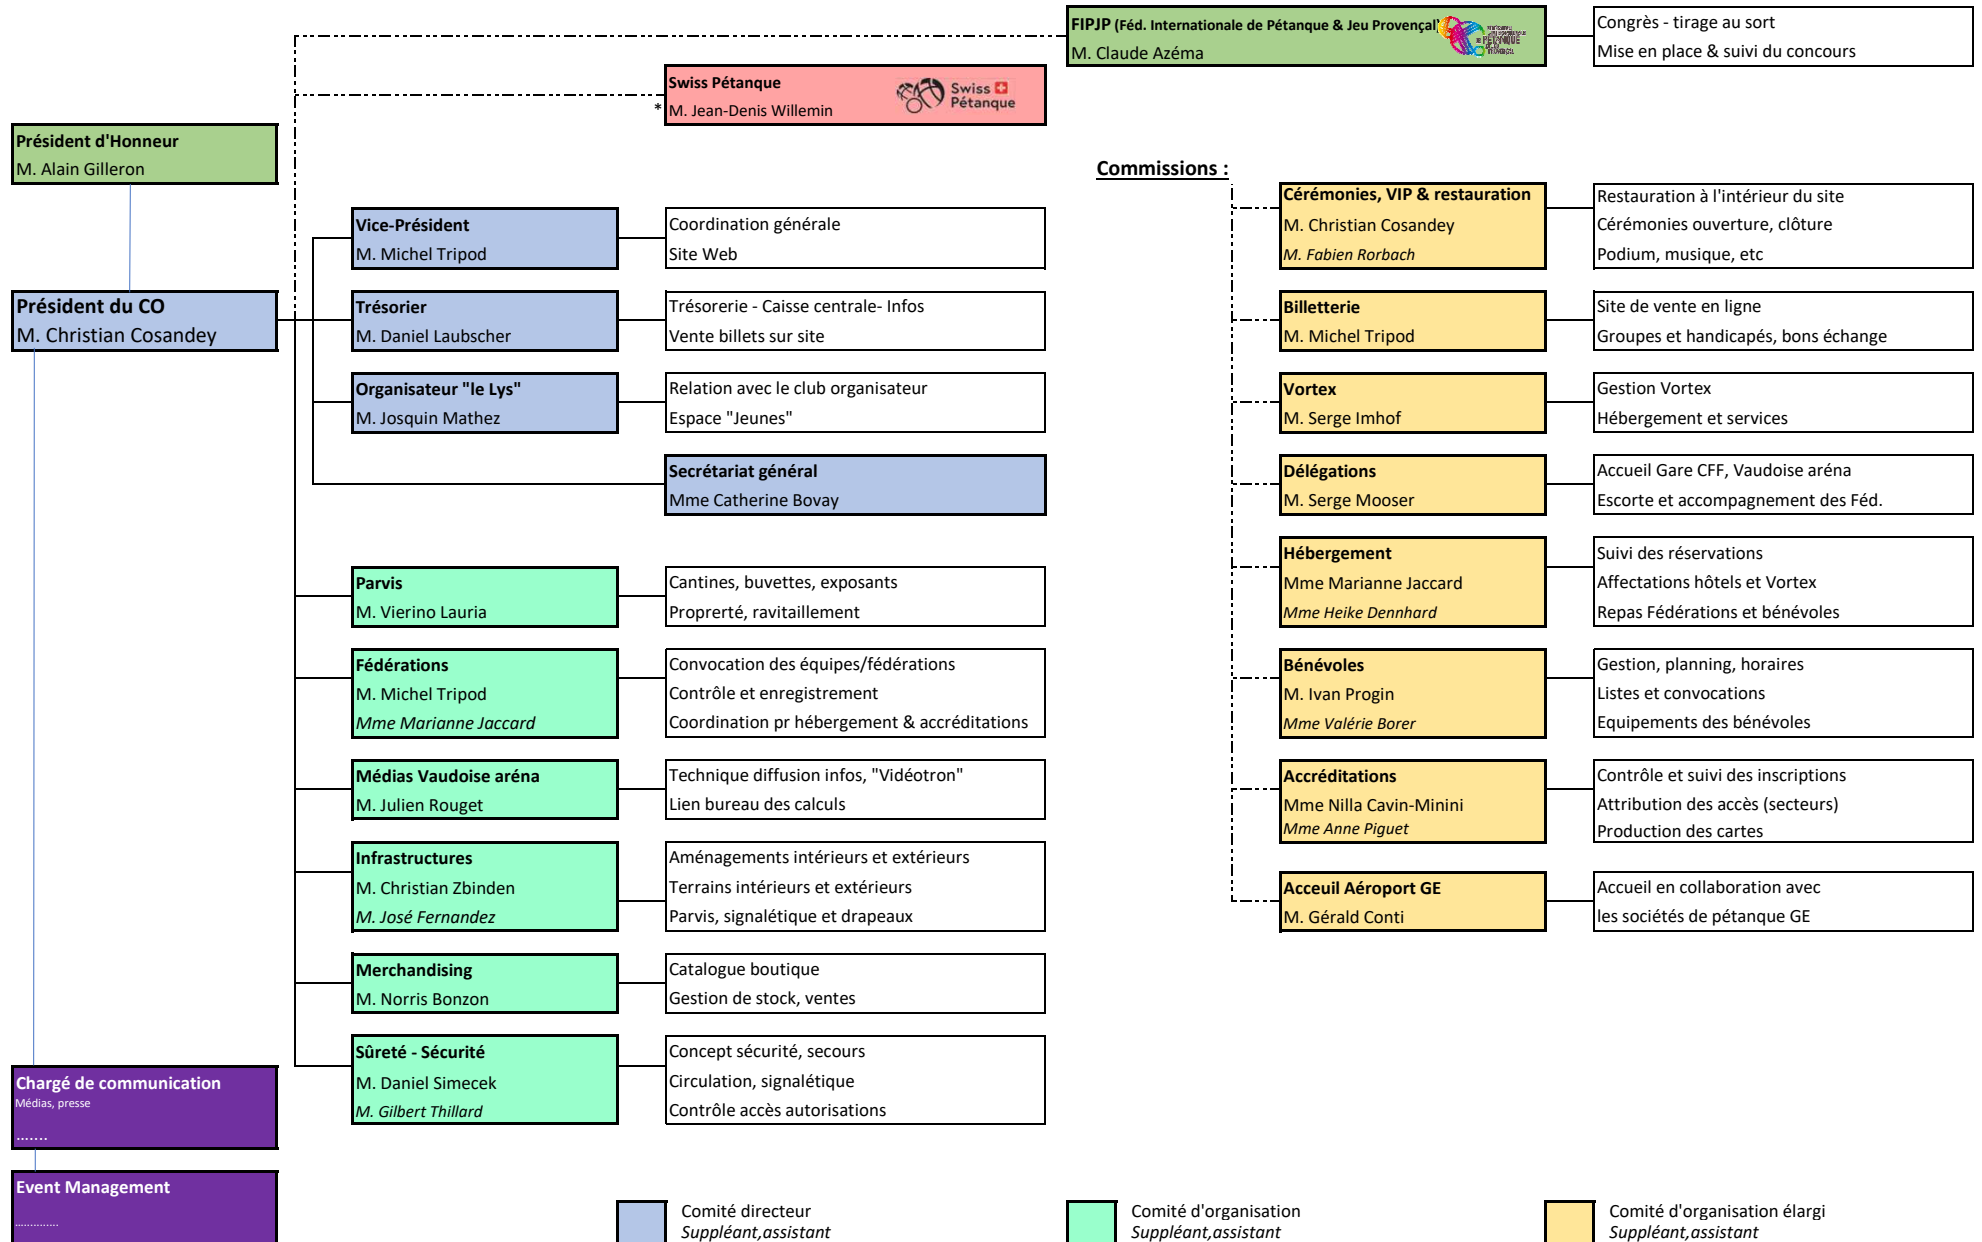 FIPJP (Féd. Internationale de Pétanque & Jeu Provençal)
M. Claude Azéma
Congrès - tirage au sort
Mise en place & suivi du concours
Swiss Pétanque
* M. Jean-Denis Willemin
Swiss
Pétanque
Président d'Honneur
M. Alain Gilleron
Président du CO
M. Christian Cosandey
Vice-Président
M. Michel Tripod
Coordination générale
Site Web
Trésorier
M. Daniel Laubscher
Trésorerie - Caisse centrale- Infos
Vente billets sur site
Organisateur "le Lys"
M. Josquin Mathez
Relation avec le club organisateur
Espace "Jeunes"
Secrétariat général
Mme Catherine Bovay
Parvis
M. Vierino Lauria
Cantines, buvettes, exposants
Proprerté, ravitaillement
Fédérations
M. Michel Tripod
Mme Marianne Jaccard
Convocation des équipes/fédérations
Contrôle et enregistrement
Coordination pr hébergement & accréditations
Médias Vaudoise aréna
M. Julien Rouget
Technique diffusion infos, "Vidéotron"
Lien bureau des calculs
Infrastructures
M. Christian Zbinden
M. José Fernandez
Aménagements intérieurs et extérieurs
Terrains intérieurs et extérieurs
Parvis, signalétique et drapeaux
Merchandising
M. Norris Bonzon
Catalogue boutique
Gestion de stock, ventes
Sûreté - Sécurité
M. Daniel Simecek
M. Gilbert Thillard
Concept sécurité, secours
Circulation, signalétique
Contrôle accès autorisations
Commissions :
Cérémonies, VIP & restauration
M. Christian Cosandey
M. Fabien Rorbach
Restauration à l'intérieur du site
Cérémonies ouverture, clôture
Podium, musique, etc
Billetterie
M. Michel Tripod
Site de vente en ligne
Groupes et handicapés, bons échange
Vortex
M. Serge Imhof
Gestion Vortex
Hébergement et services
Délégations
M. Serge Mooser
Accueil Gare CFF, Vaudoise aréna
Escorte et accompagnement des Féd.
Hébergement
Mme Marianne Jaccard
Mme Heike Dennhard
Suivi des réservations
Affectations hôtels et Vortex
Repas Fédérations et bénévoles
Bénévoles
M. Ivan Progin
Mme Valérie Borer
Gestion, planning, horaires
Listes et convocations
Equipements des bénévoles
Accréditations
Mme Nilla Cavin-Minini
Mme Anne Piguet
Contrôle et suivi des inscriptions
Attribution des accès (secteurs)
Production des cartes
Acceuil Aéroport GE
M. Gérald Conti
Accueil en collaboration avec
les sociétés de pétanque GE
Chargé de communication
Médias, presse
.......
Event Management
..............
Comité directeur
Suppléant,assistant
Comité d'organisation
Suppléant,assistant
Comité d'organisation élargi
Suppléant,assistant